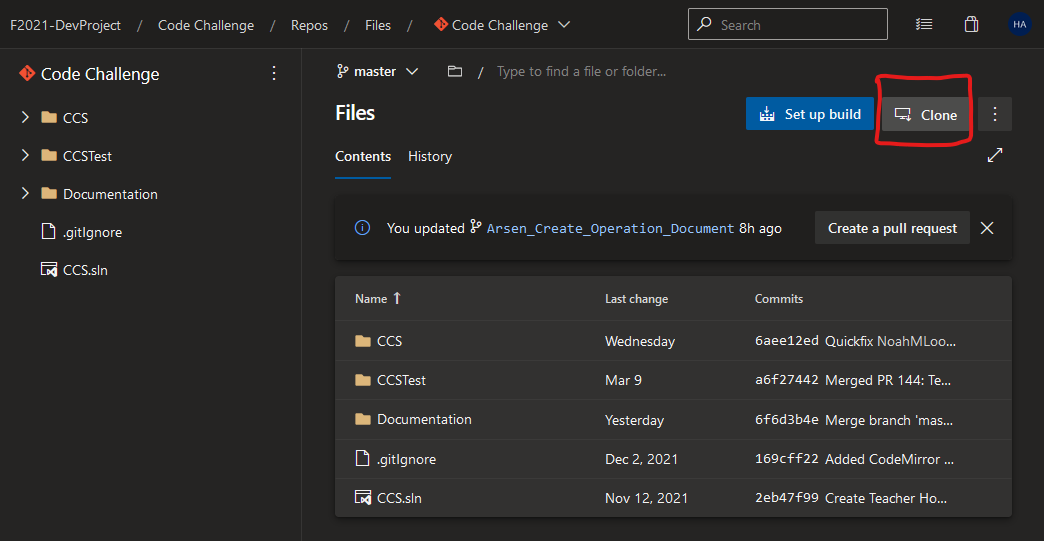 F2021-DevProject / Code Challenge / Repos / Files / Code Challenge
Search
HA
Code Challenge
CCS
CCSTest
Documentation
.gitIgnore
CCS.sln
master / Type to find a file or folder...
Files
Set up build
Clone
Contents History
You updated Arsen_Create_Operation_Document 8h ago
Create a pull request
Name Last change Commits
CCS Wednesday 6aee12ed Quickfix NoahMLoo...
CCSTest Mar 9 a6f27442 Merged PR 144: Te...
Documentation Yesterday 6f6d3b4e Merge branch 'mas...
.gitIgnore Dec 2, 2021 169cff22 Added CodeMirror ...
CCS.sln Nov 12, 2021 2eb47f99 Create Teacher Ho...